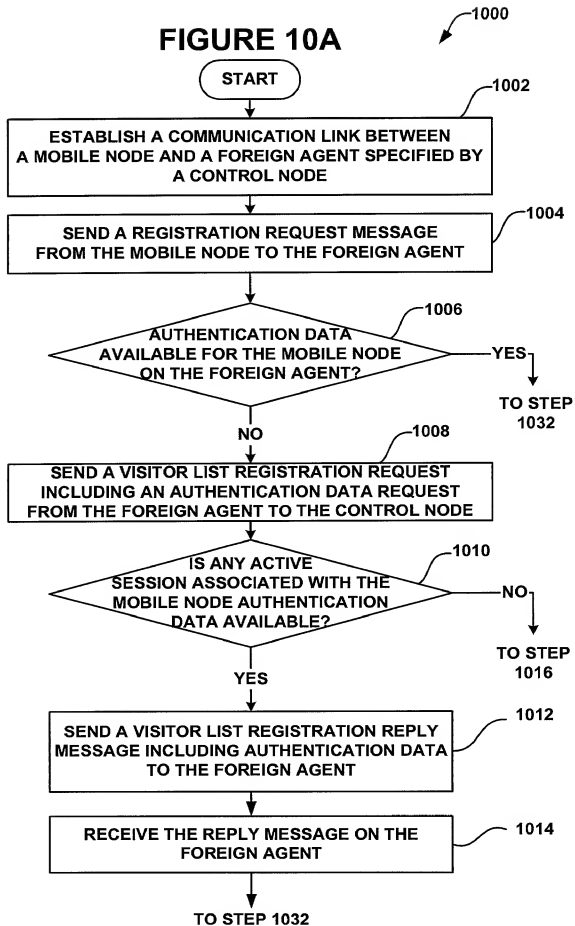 1000
FIGURE 10A
START
1002
ESTABLISH A COMMUNICATION LINK BETWEEN
A MOBILE NODE AND A FOREIGN AGENT SPECIFIED BY
A CONTROL NODE
1004
SEND A REGISTRATION REQUEST MESSAGE
FROM THE MOBILE NODE TO THE FOREIGN AGENT
1006
AUTHENTICATION DATA
AVAILABLE FOR THE MOBILE NODE
ON THE FOREIGN AGENT?
YES
TO STEP
1032
NO
1008
SEND A VISITOR LIST REGISTRATION REQUEST
INCLUDING AN AUTHENTICATION DATA REQUEST
FROM THE FOREIGN AGENT TO THE CONTROL NODE
1010
IS ANY ACTIVE
SESSION ASSOCIATED WITH THE
MOBILE NODE AUTHENTICATION
DATA AVAILABLE?
NO
TO STEP
1016
YES
1012
SEND A VISITOR LIST REGISTRATION REPLY
MESSAGE INCLUDING AUTHENTICATION DATA
TO THE FOREIGN AGENT
1014
RECEIVE THE REPLY MESSAGE ON THE
FOREIGN AGENT
TO STEP 1032